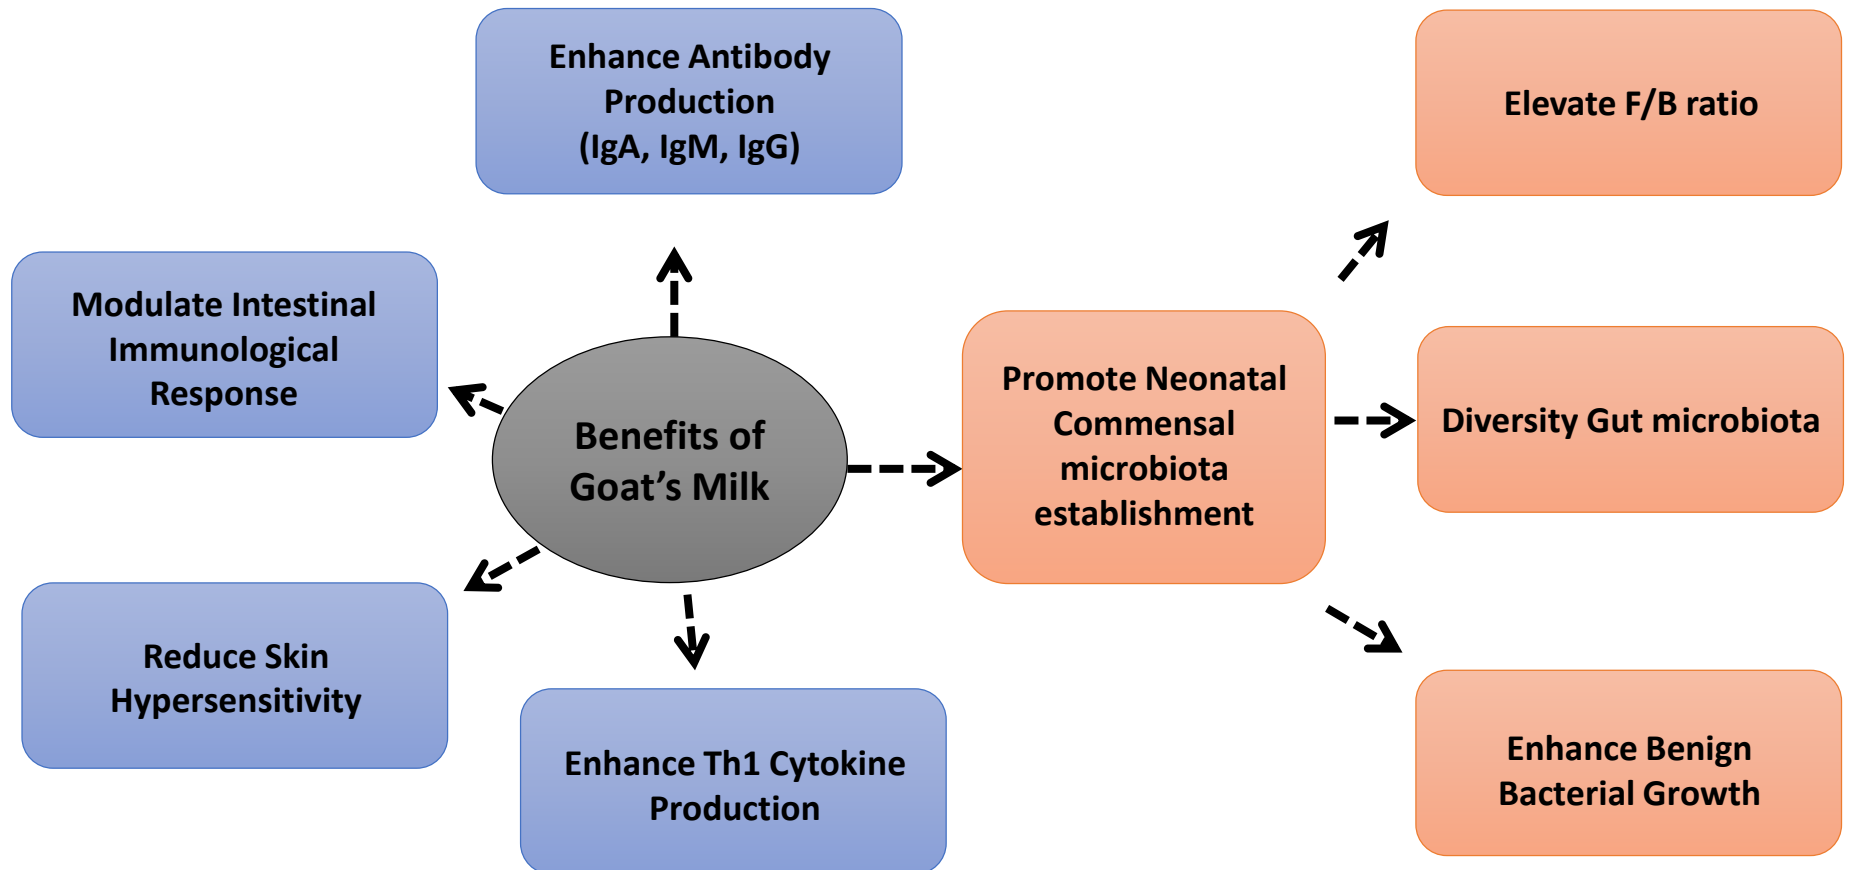 Enhance Antibody
Production
(IgA, IgM, IgG)
Elevate F/B ratio
Modulate Intestinal
Immunological
Response
Benefits of
Goat’s Milk
Promote Neonatal
Commensal
microbiota
establishment
Diversity Gut microbiota
Reduce Skin
Hypersensitivity
Enhance Th1 Cytokine
Production
Enhance Benign
Bacterial Growth